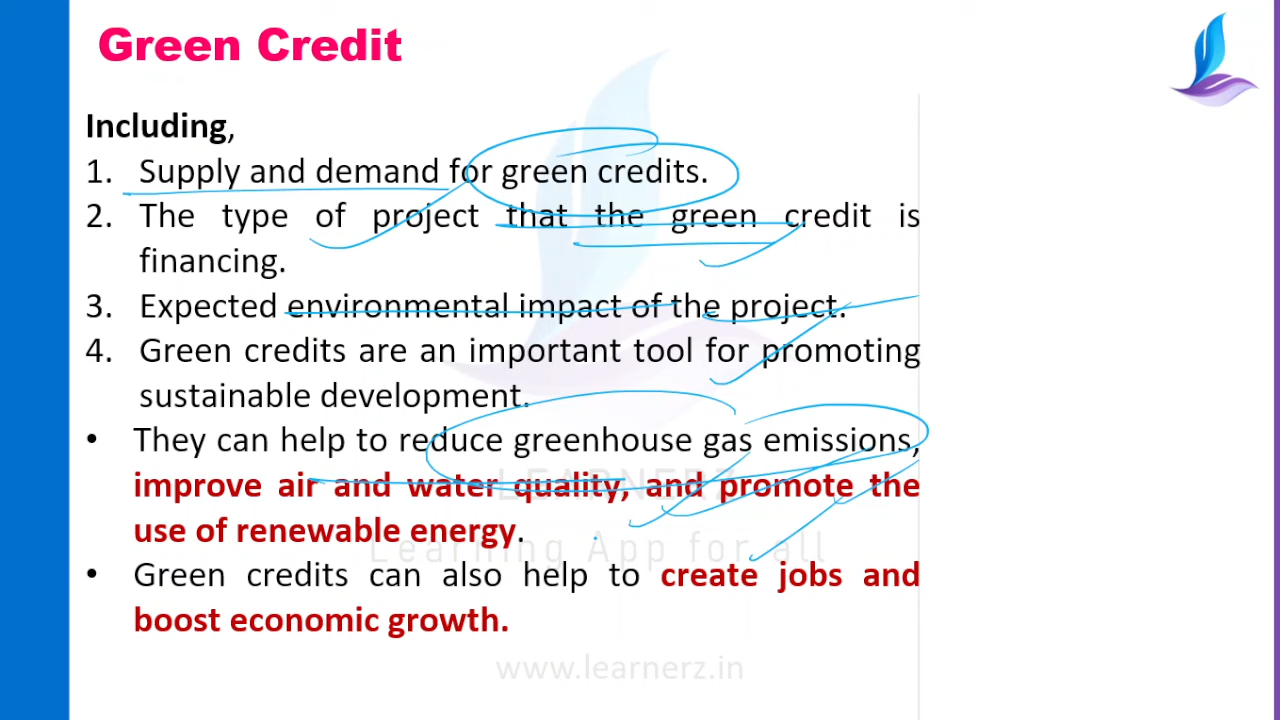 Green Credit
Including,
1. Supply and demand for green credits.
2. The type of project that the green credit is
financing.
3. Expected environmental impact of the project.
4. Green credits are an important tool for promoting
sustainable development.
• They can help to reduce greenhouse gas emissions,
improve air and water quality, and promote the
use of renewable energy.
• Green credits can also help to create jobs and
boost economic growth.
LEARNERZ
Learning App for all
www.learnerz.in